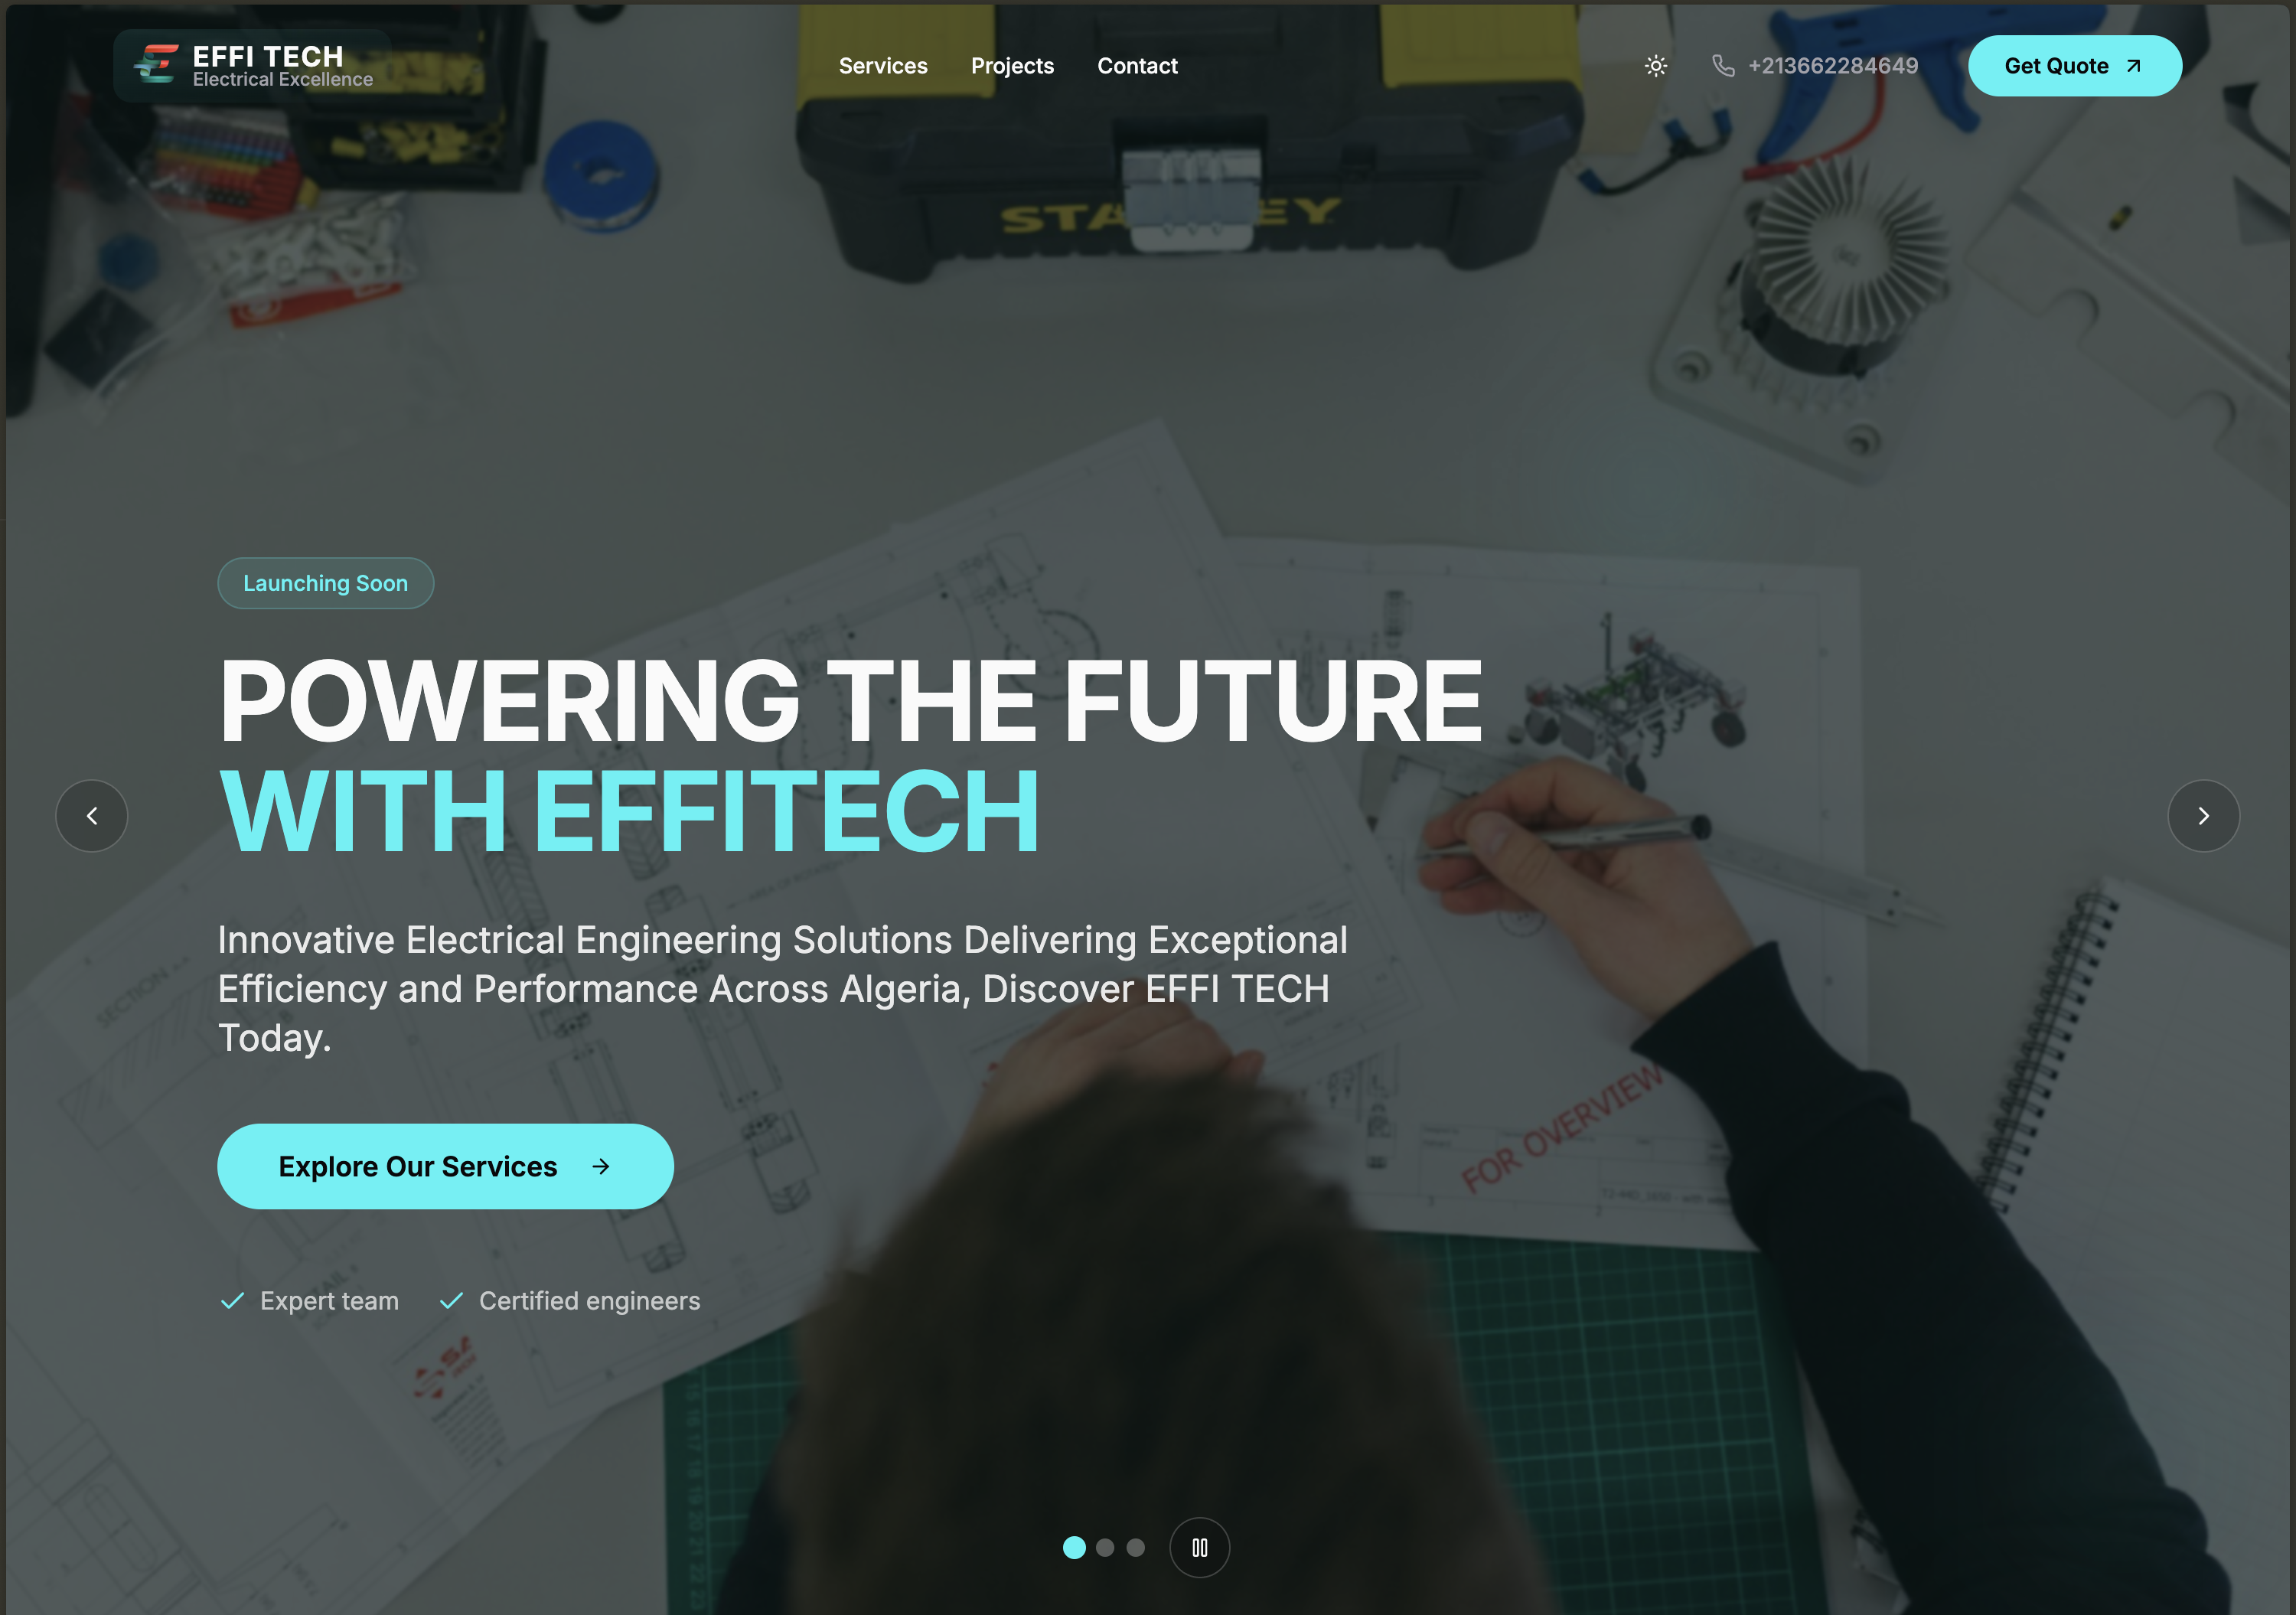 EFFI TECH
Electrical Excellence
Services
Projects
Contact
+213662284649
Get Quote
Launching Soon
POWERING THE FUTURE
WITH EFFITECH
Innovative Electrical Engineering Solutions Delivering Exceptional
Efficiency and Performance Across Algeria, Discover EFFI TECH
Today.
Explore Our Services
Expert team
Certified engineers
SECTION
FOR OVERVIEW